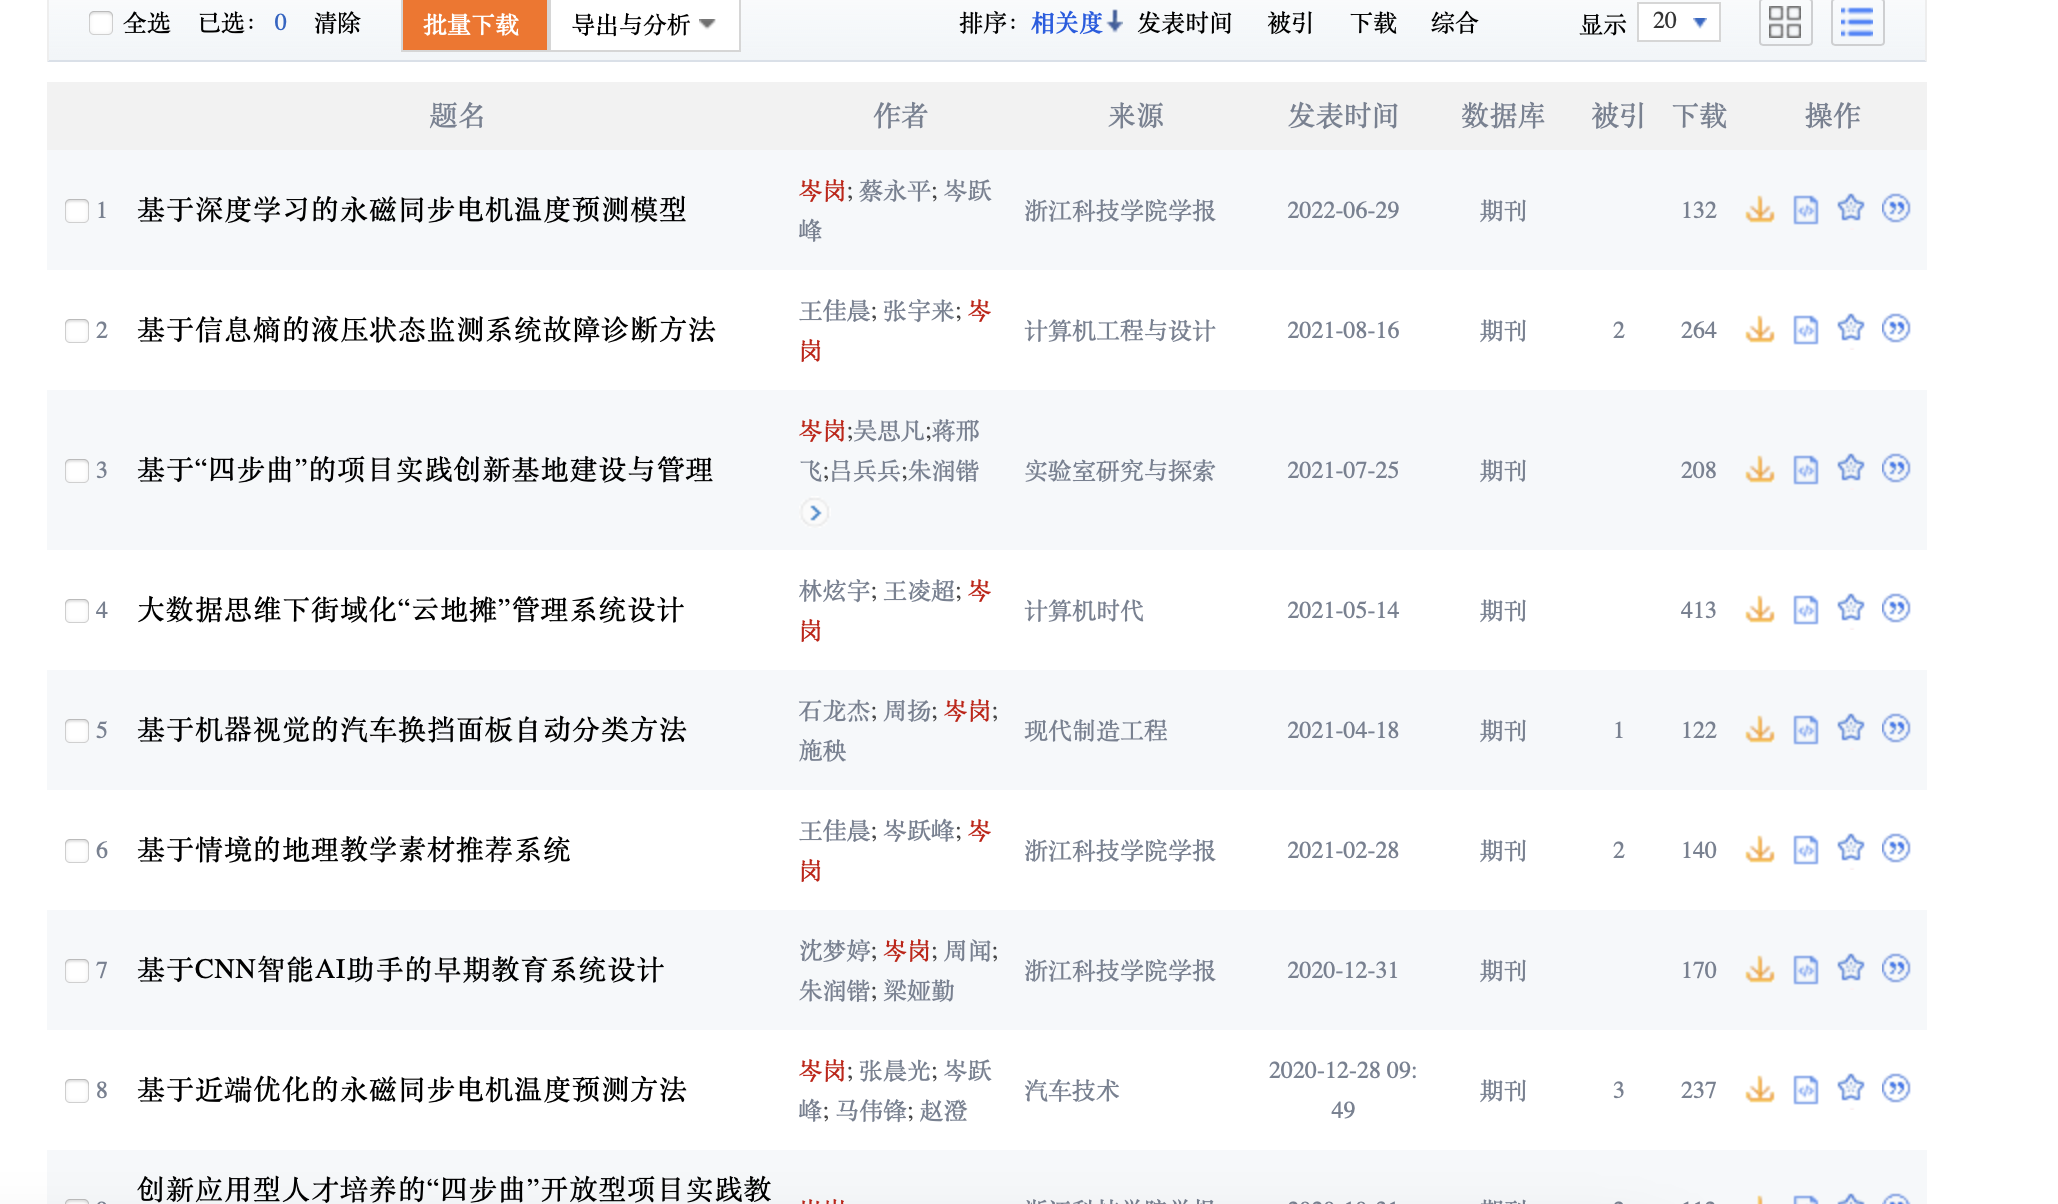 全选 已选： 0 清除 批量下载 导出与分析 排序： 相关度 发表时间 被引 下载 综合 显示 20
题名 作者 来源 发表时间 数据库 被引 下载 操作
1 基于深度学习的永磁同步电机温度预测模型 岑岗; 蔡永平; 岑跃 浙江科技学院学报 2022-06-29 期刊 132
峰
2 基于信息熵的液压状态监测系统故障诊断方法 王佳晨; 张宇来; 岑 计算机工程与设计 2021-08-16 期刊 2 264
岗
岑岗;吴思凡;蒋邢
3 基于“四步曲”的项目实践创新基地建设与管理 飞;吕兵兵;朱润锴 实验室研究与探索 2021-07-25 期刊 208
4 大数据思维下街域化“云地摊”管理系统设计 林炫宇; 王凌超; 岑 计算机时代 2021-05-14 期刊 413
岗
5 基于机器视觉的汽车换挡面板自动分类方法 石龙杰; 周扬; 岑岗; 现代制造工程 2021-04-18 期刊 1 122
施秧
6 基于情境的地理教学素材推荐系统 王佳晨; 岑跃峰; 岑 浙江科技学院学报 2021-02-28 期刊 2 140
岗
7 基于CNN智能AI助手的早期教育系统设计 沈梦婷; 岑岗; 周闻; 浙江科技学院学报 2020-12-31 期刊 170
朱润锴; 梁娅勤
8 基于近端优化的永磁同步电机温度预测方法 岑岗; 张晨光; 岑跃 汽车技术 2020-12-28 09: 期刊 3 237
峰; 马伟锋; 赵澄 49
创新应用型人才培养的“四步曲”开放型项目实践教